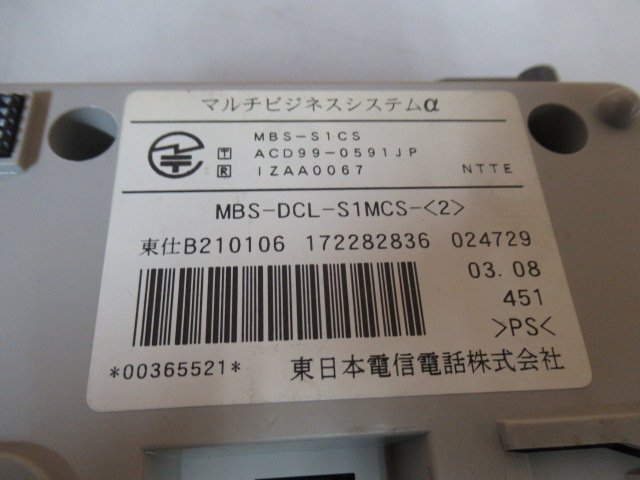 マルチビジネスシステムα
MBS-S1CS
T ACD99-0591JP
R IZAA0067 NTTE
MBS-DCL-S1MCS-<2>
東仕B210106 172282836 024729
03.08
451
>PS<
*00365521* 東日本電信電話株式会社